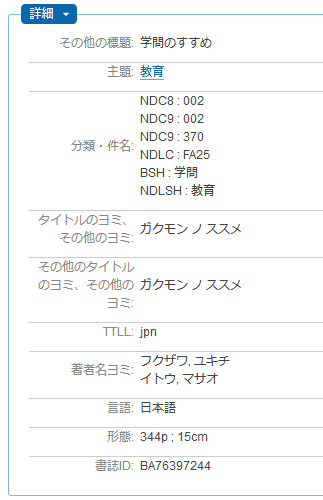 詳細
その他の標題: 学問のすすめ
主題: 教育
分類・件名: NDC8 : 002
NDC9 : 002
NDC9 : 370
NDLC : FA25
BSH : 学問
NDLSH : 教育
タイトルのヨミ、
その他のヨミ: ガクモン ノ ススメ
その他のタイトル
のヨミ、その他の
ヨミ: ガクモン ノ ススメ
TTLL: jpn
著者名ヨミ: フクザワ, ユキチ
イトウ, マサオ
言語: 日本語
形態: 344p ; 15cm
書誌ID: BA76397244